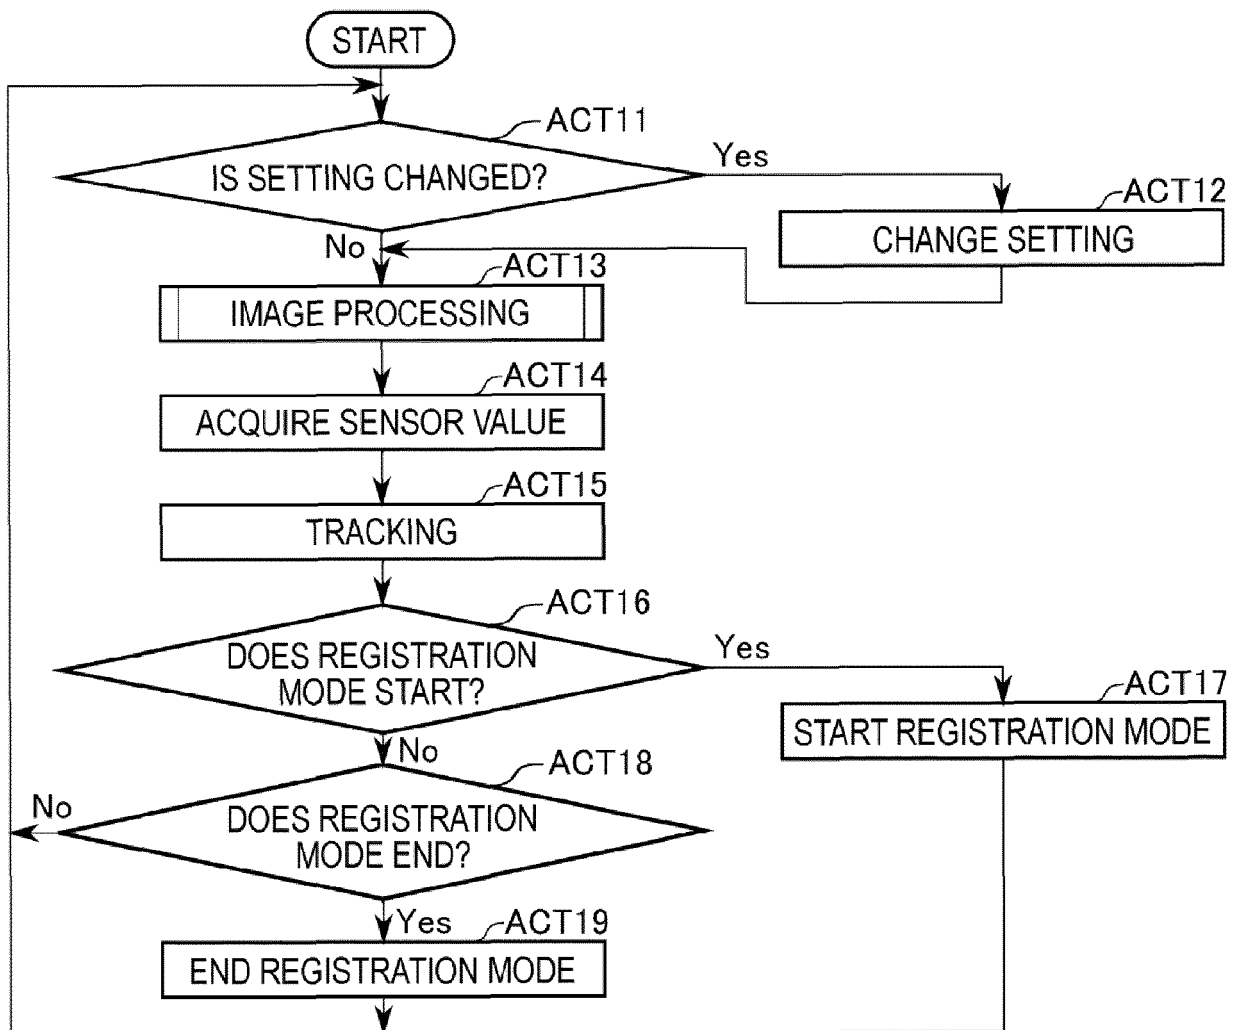 START
ACT11
IS SETTING CHANGED?
Yes
ACT12
CHANGE SETTING
No
ACT13
IMAGE PROCESSING
ACT14
ACQUIRE SENSOR VALUE
ACT15
TRACKING
ACT16
DOES REGISTRATION
MODE START?
Yes
ACT17
START REGISTRATION MODE
No
ACT18
DOES REGISTRATION
MODE END?
No
Yes
ACT19
END REGISTRATION MODE